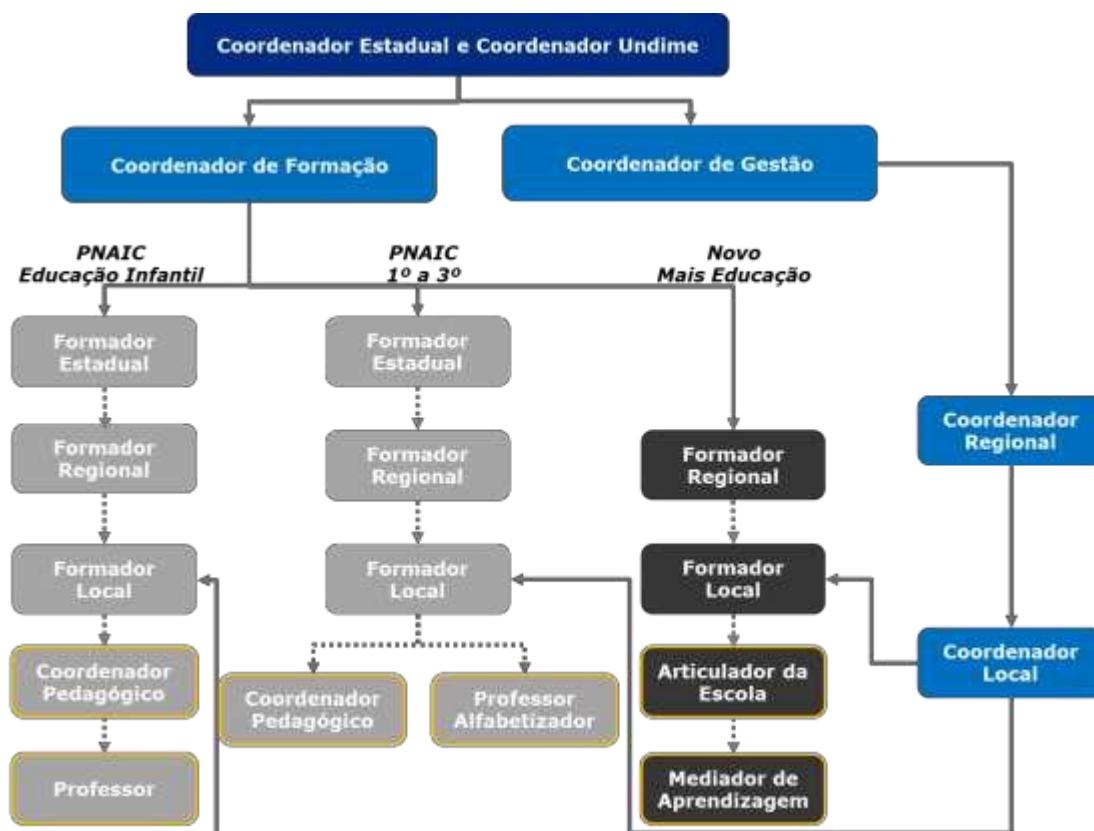 Coordenador Estadual e Coordenador Undime
Coordenador de Formação
Coordenador de Gestão
PNAIC
Educação Infantil
PNAIC
1º a 3º
Novo
Mais Educação
Formador
Estadual
Formador
Estadual
Coordenador
Regional
Formador
Regional
Formador
Regional
Formador
Regional
Formador
Local
Formador
Local
Formador
Local
Coordenador
Local
Coordenador
Pedagógico
Coordenador
Pedagógico
Professor
Alfabetizador
Articulador da
Escola
Professor
Mediador de
Aprendizagem